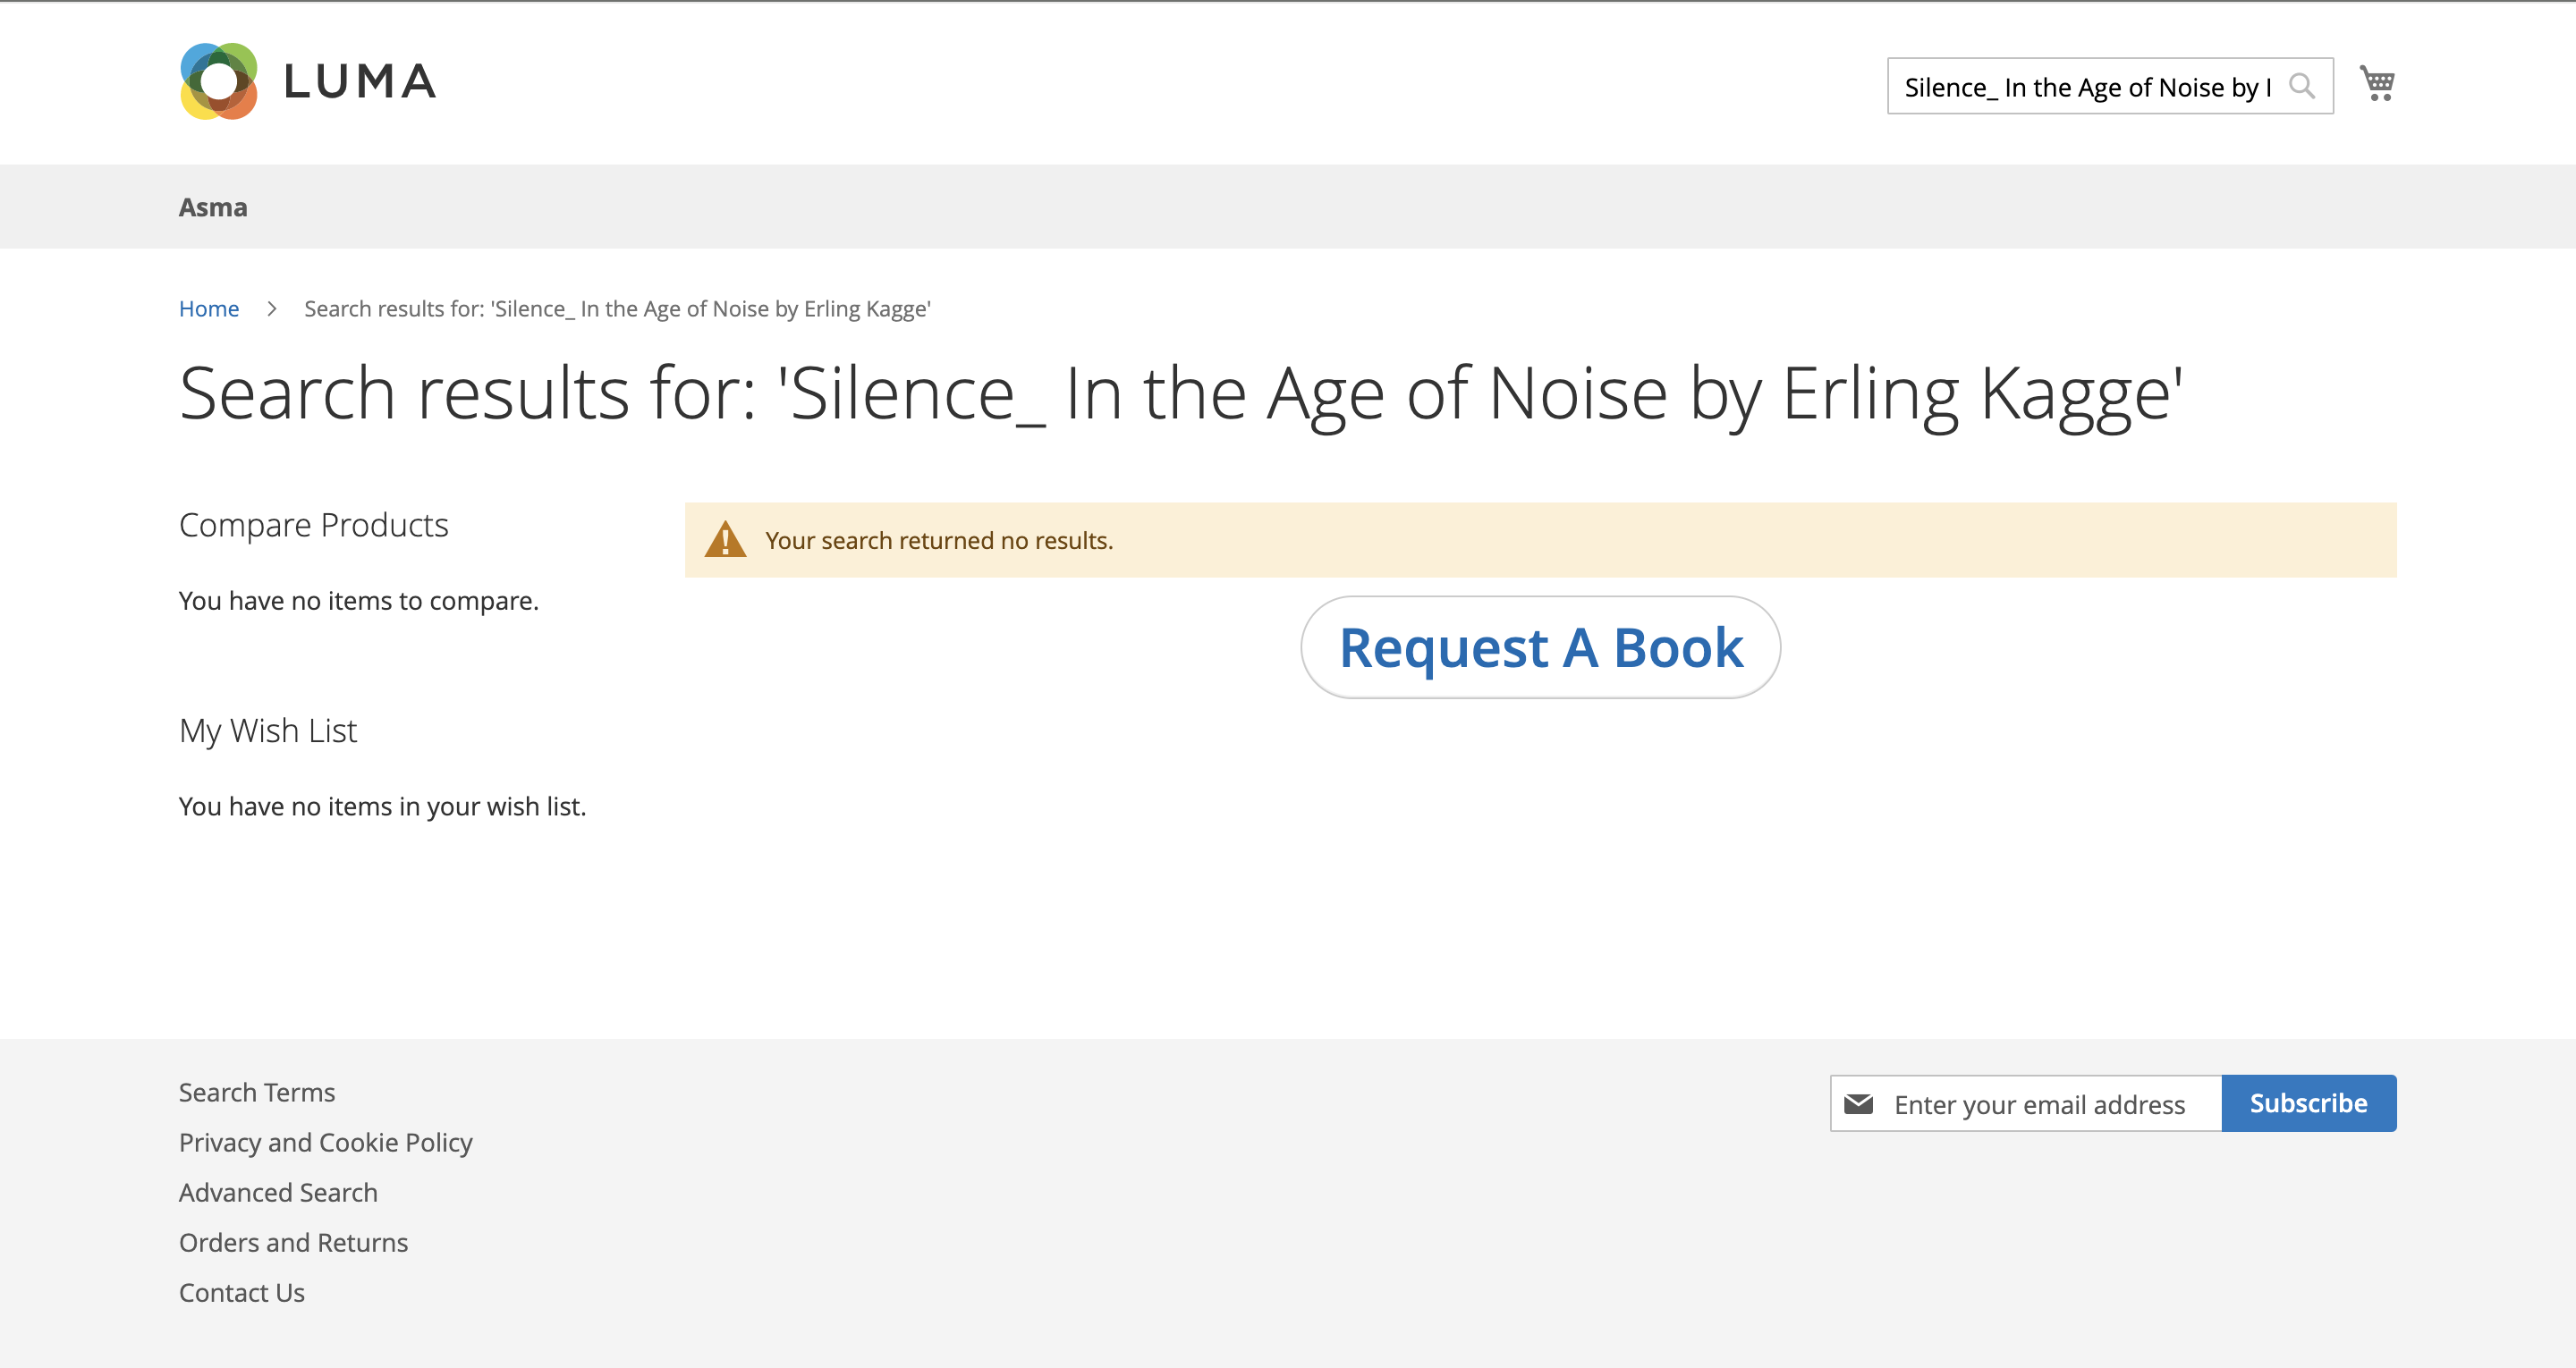 LUMA
Silence_ In the Age of Noise by
Asma
Home > Search results for: 'Silence_ In the Age of Noise by Erling Kagge'
Search results for: 'Silence_ In the Age of Noise by Erling Kagge'
Compare Products
Your search returned no results.
You have no items to compare.
Request A Book
My Wish List
You have no items in your wish list.
Search Terms
Enter your email address
Subscribe
Privacy and Cookie Policy
Advanced Search
Orders and Returns
Contact Us